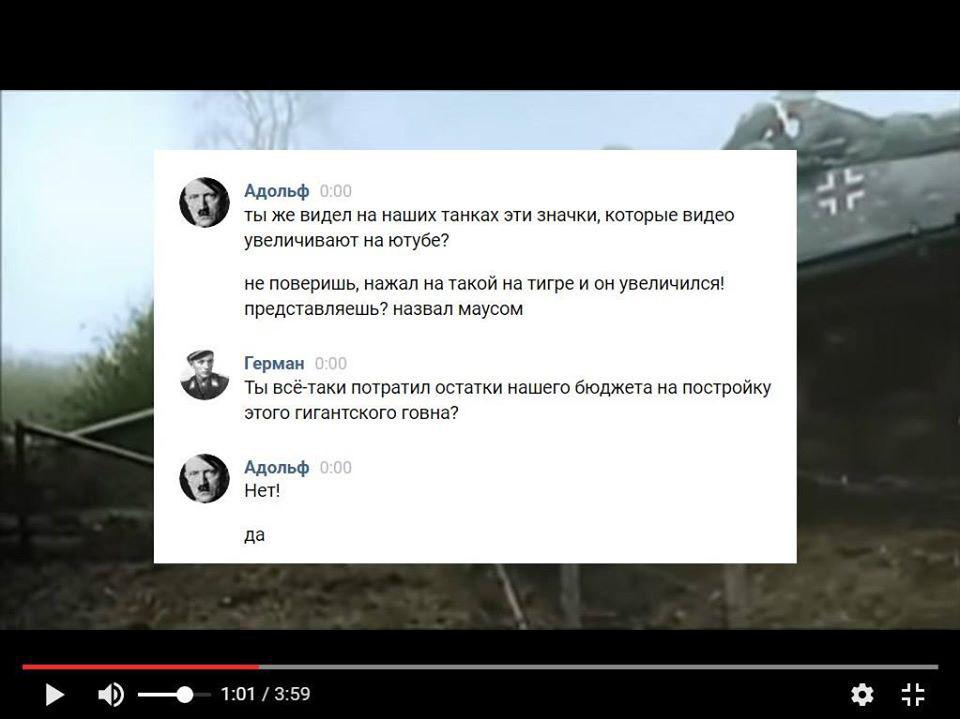 Адольф 0:00
ты же видел на наших танках эти значки, которые видео
увеличивают на ютубе?
не поверишь, нажал на такой на тигре и он увеличился!
представляешь? назвал маусом
Герман 0:00
Ты всё-таки потратил остатки нашего бюджета на постройку
этого гигантского говна?
Адольф 0:00
Нет!
да
1:01 / 3:59